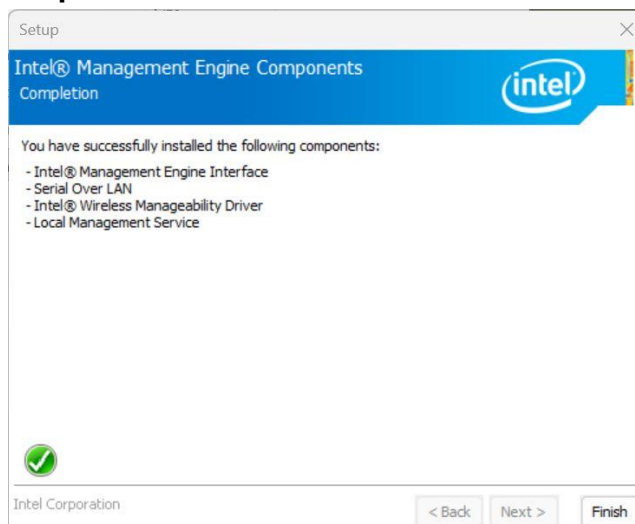 Setup
Intel® Management Engine Components
Completion
intel
You have successfully installed the following components:
- Intel® Management Engine Interface
- Serial Over LAN
- Intel® Wireless Manageability Driver
- Local Management Service
Intel Corporation
< Back Next > Finish